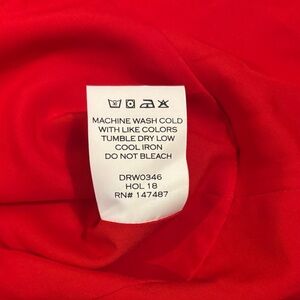 MACHINE WASH COLD
WITH LIKE COLORS
TUMBLE DRY LOW
COOL IRON
DO NOT BLEACH
DRW0346
HOL 18
RN# 147487